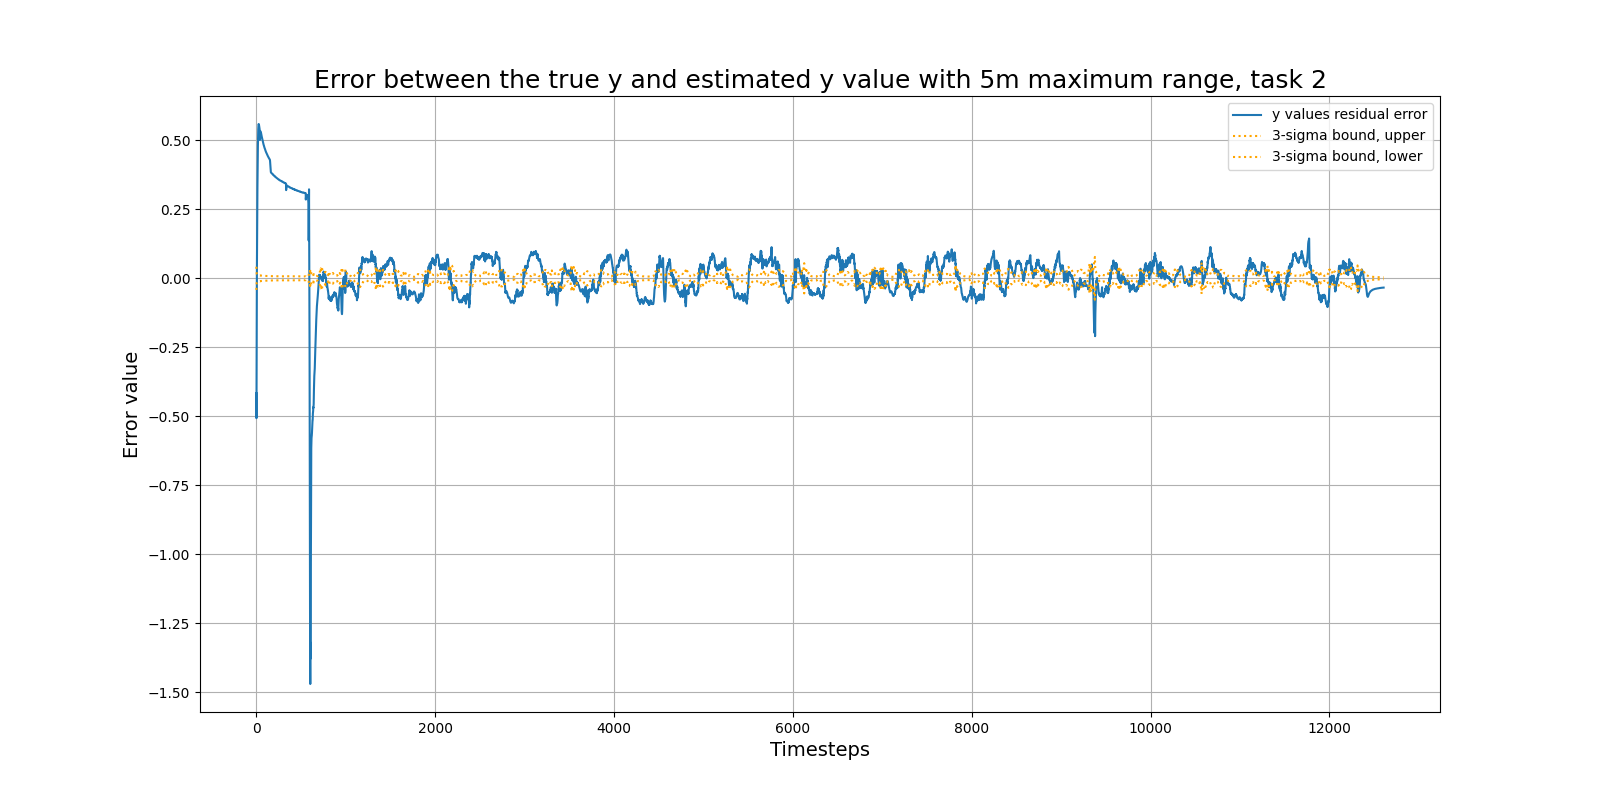 Error between the true y and estimated y value with 5m maximum range, task 2
y values residual error
3-sigma bound, upper
3-sigma bound, lower
0.50
0.25
0.00
−0.25
−0.50
−0.75
−1.00
−1.25
−1.50
Error value
0 2000 4000 6000 8000 10000 12000
Timesteps